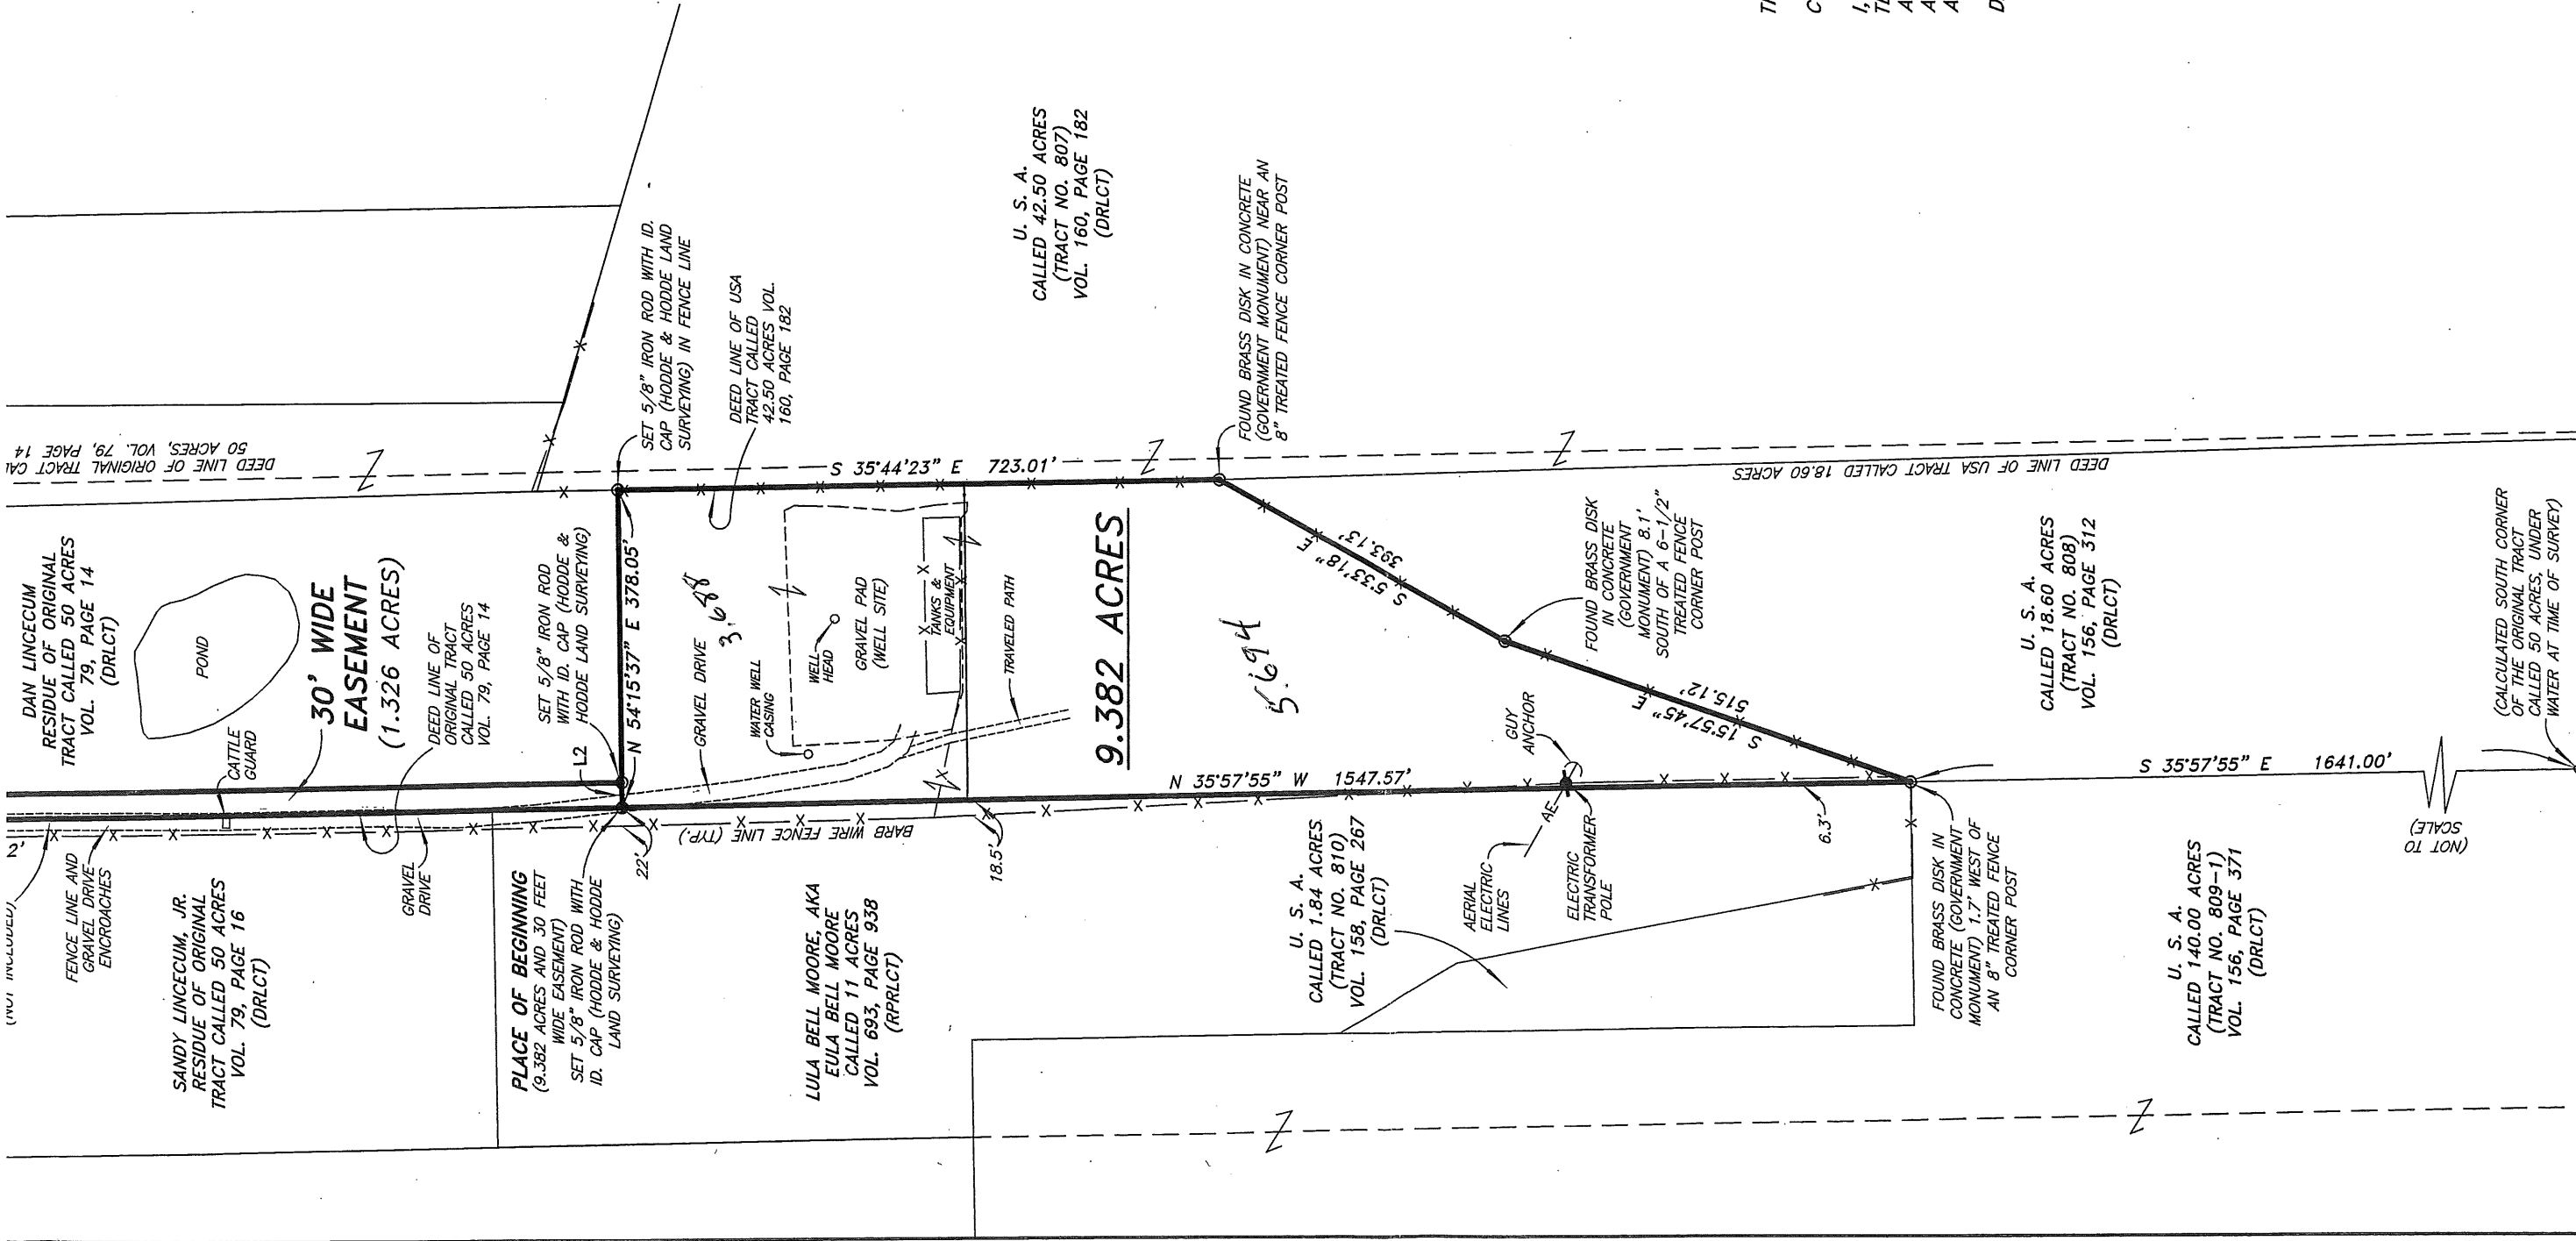 DEED LINE OF ORIGINAL TRACT
50 ACRES, VOL. 79, PAGE 14
DAN LINCECUM
RESIDUE OF ORIGINAL
TRACT CALLED 50 ACRES
VOL. 79, PAGE 14
(DRLCT)
POND
30' WIDE
EASEMENT
(1.326 ACRES)
CATTLE
GUARD
DEED LINE OF
ORIGINAL TRACT
CALLED 50 ACRES
VOL. 79, PAGE 14
2'
FENCE LINE AND
GRAVEL DRIVE
ENCROACHES
GRAVEL
DRIVE
SANDY LINCECUM, JR.
RESIDUE OF ORIGINAL
TRACT CALLED 50 ACRES
VOL. 79, PAGE 16
(DRLCT)
SET 5/8" IRON ROD
WITH ID. CAP (HODDE &
HODDE LAND SURVEYING)
L2
N 54°15'37" E 378.05'
PLACE OF BEGINNING
(9.382 ACRES AND 30 FEET
WIDE EASEMENT)
SET 5/8" IRON ROD WITH
ID. CAP (HODDE & HODDE
LAND SURVEYING)
22'
SET 5/8" IRON ROD WITH ID.
CAP (HODDE & HODDE LAND
SURVEYING) IN FENCE LINE
DEED LINE OF USA
TRACT CALLED
42.50 ACRES VOL.
160, PAGE 182
S 35°44'23" E 723.01'
GRAVEL DRIVE
3.688
WATER WELL
CASING
WELL
HEAD
GRAVEL PAD
(WELL SITE)
TANKS &
EQUIPMENT
TRAVELED PATH
BARB WIRE FENCE LINE (TYP.)
18.5'
LULA BELL MOORE, AKA
EULA BELL MOORE
CALLED 11 ACRES
VOL. 693, PAGE 938
(RPRLCT)
U. S. A.
CALLED 42.50 ACRES
(TRACT NO. 807)
VOL. 160, PAGE 182
(DRLCT)
9.382 ACRES
5.694
N 35°57'55" W 1547.57'
FOUND BRASS DISK IN CONCRETE
(GOVERNMENT MONUMENT) NEAR AN
8" TREATED FENCE CORNER POST
S 5°33'18" E
393.13'
U. S. A.
CALLED 1.84 ACRES
(TRACT NO. 810)
VOL. 158, PAGE 267
(DRLCT)
AERIAL
ELECTRIC
LINES
AE
GUY
ANCHOR
ELECTRIC
TRANSFORMER
POLE
FOUND BRASS DISK
IN CONCRETE
(GOVERNMENT
MONUMENT) 8.1'
SOUTH OF A 6-1/2"
TREATED FENCE
CORNER POST
S 15°57'45" E
515.12'
DEED LINE OF USA TRACT CALLED 18.60 ACRES
6.3'
FOUND BRASS DISK IN
CONCRETE (GOVERNMENT
MONUMENT) 1.7' WEST OF
AN 8" TREATED FENCE
CORNER POST
U. S. A.
CALLED 18.60 ACRES
(TRACT NO. 808)
VOL. 156, PAGE 312
(DRLCT)
S 35°57'55" E 1641.00'
U. S. A.
CALLED 140.00 ACRES
(TRACT NO. 809-1)
VOL. 156, PAGE 371
(DRLCT)
(NOT TO
SCALE)
(CALCULATED SOUTH CORNER
OF THE ORIGINAL TRACT
CALLED 50 ACRES, UNDER
WATER AT TIME OF SURVEY)